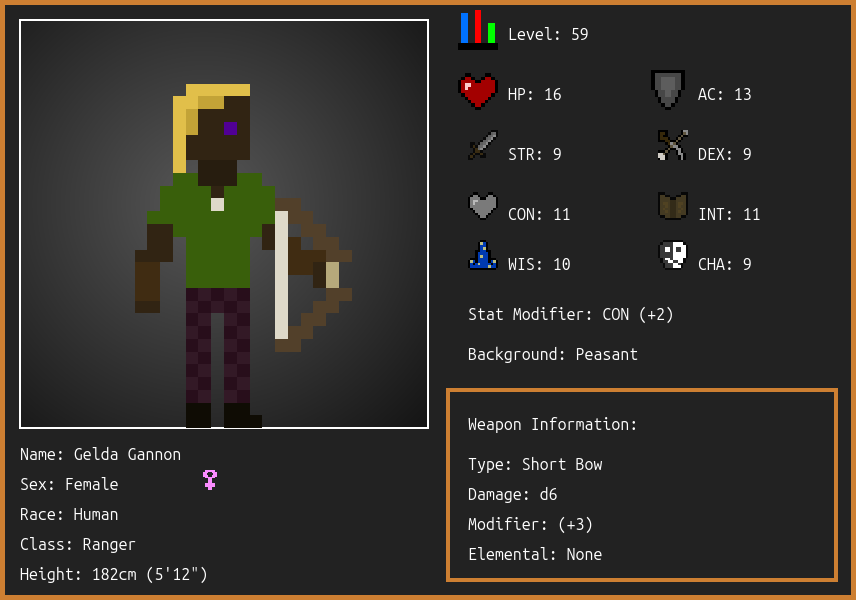 Level: 59
HP: 16
AC: 13
STR: 9
DEX: 9
CON: 11
INT: 11
WIS: 10
CHA: 9
Stat Modifier: CON (+2)
Background: Peasant
Weapon Information:
Type: Short Bow
Damage: d6
Modifier: (+3)
Elemental: None
Name: Gelda Gannon
Sex: Female
Race: Human
Class: Ranger
Height: 182cm (5'12")